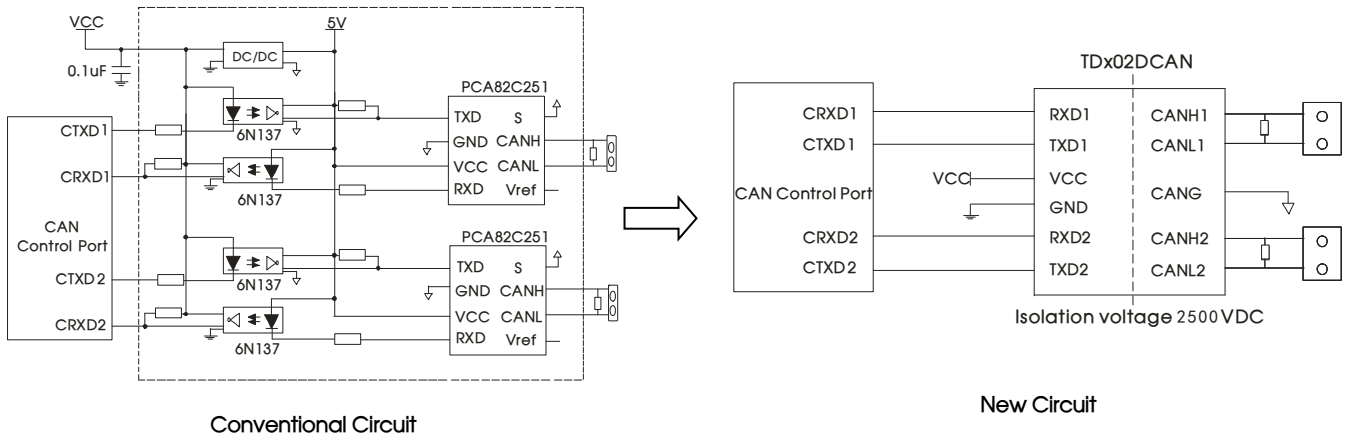 VCC
0.1uF
5V
DC/DC
6N137
6N137
CTXD1
CRXD1
CAN
Control Port
CTXD2
CRXD2
PCA82C251
TXD S
GND CANH
VCC CANL
RXD Vref
6N137
6N137
PCA82C251
TXD S
GND CANH
VCC CANL
RXD Vref
Conventional Circuit
TDx02DCAN
CRXD1
CTXD1
CAN Control Port
CRXD2
CTXD2
VCC
RXD1 CANH1
TXD1 CANL1
VCC
GND CANG
RXD2 CANH2
TXD2 CANL2
Isolation voltage 2500VDC
New Circuit